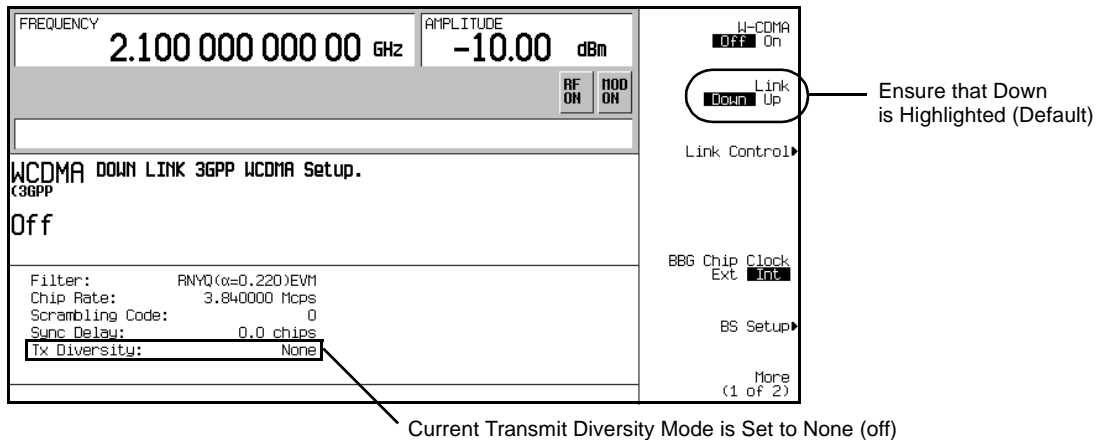 FREQUENCY
2.100 000 000 00 GHz
AMPLITUDE
-10.00 dBm
RF ON
MOD ON
WCDMA DOWN LINK 3GPP WCDMA Setup.
(3GPP
Off
Filter: RNYQ(α=0.220)EVM
Chip Rate: 3.840000 Mcps
Scrambling Code: 0
Sync Delay: 0.0 chips
Tx Diversity: None
W-CDMA
Off On
Link
Down Up
Link Control▶
BBG Chip Clock
Ext Int
BS Setup▶
More
(1 of 2)
Ensure that Down
is Highlighted (Default)
Current Transmit Diversity Mode is Set to None (off)